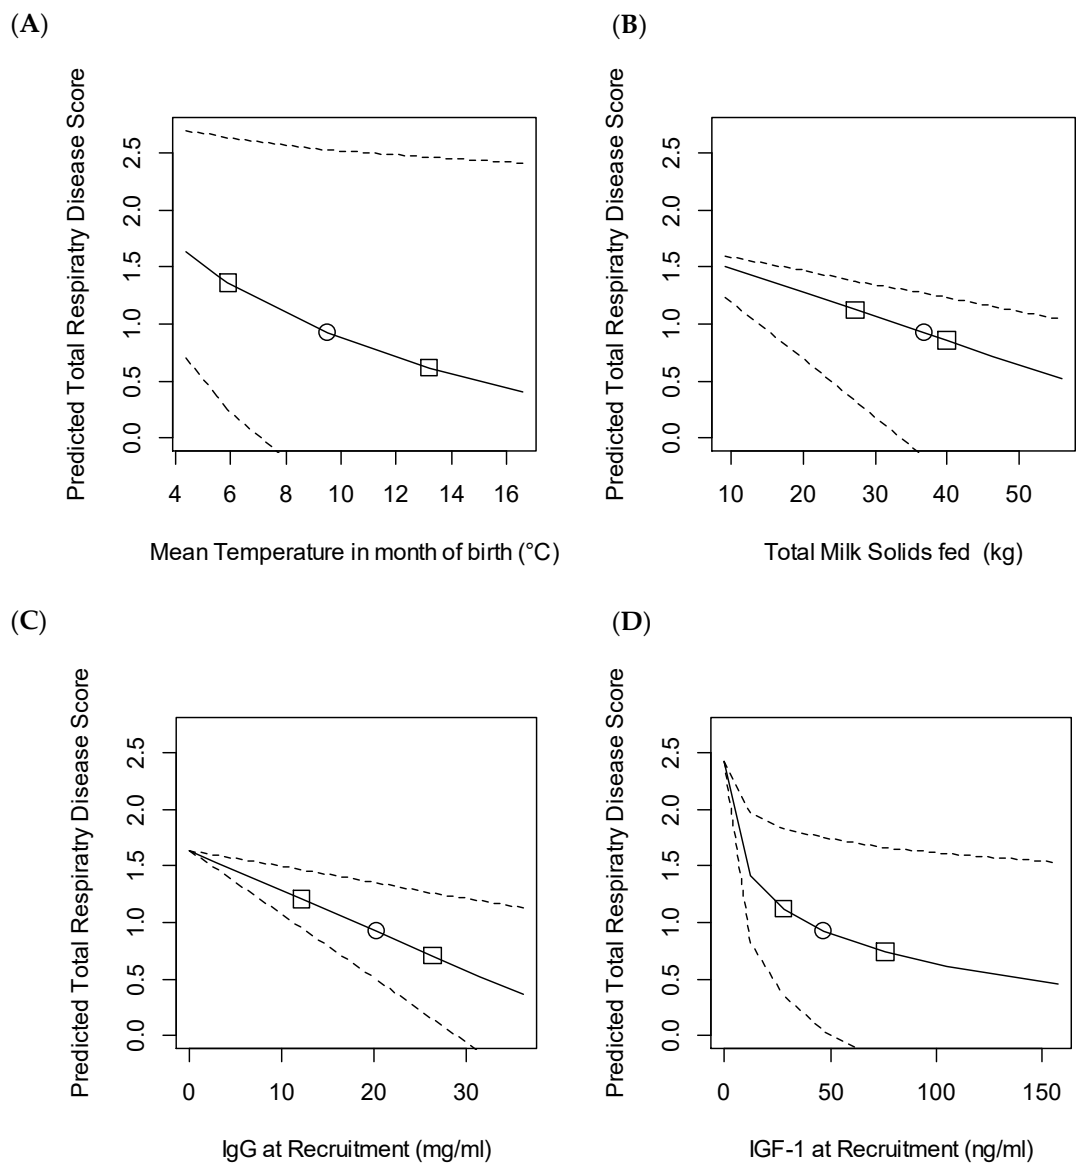 (A)
Predicted Total Respiratry Disease Score
0.0 0.5 1.0 1.5 2.0 2.5
4 6 8 10 12 14 16
Mean Temperature in month of birth (°C)
(B)
Predicted Total Respiratry Disease Score
0.0 0.5 1.0 1.5 2.0 2.5
10 20 30 40 50
Total Milk Solids fed (kg)
(C)
Predicted Total Respiratry Disease Score
0.0 0.5 1.0 1.5 2.0 2.5
0 10 20 30
IgG at Recruitment (mg/ml)
(D)
Predicted Total Respiratry Disease Score
0.0 0.5 1.0 1.5 2.0 2.5
0 50 100 150
IGF-1 at Recruitment (ng/ml)